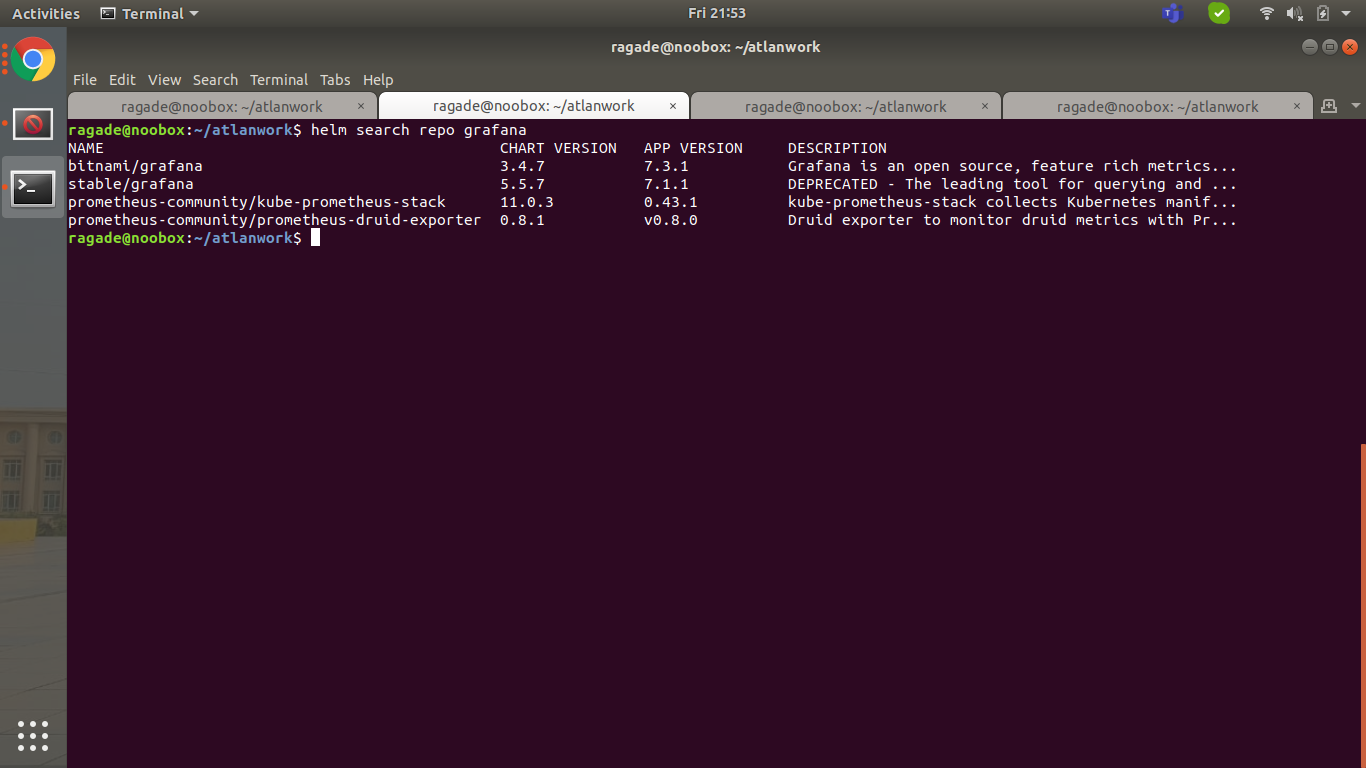 Activities Terminal Fri 21:53
ragade@noobox: ~/atlanwork
File Edit View Search Terminal Tabs Help
ragade@noobox: ~/atlanwork × ragade@noobox: ~/atlanwork × ragade@noobox: ~/atlanwork × ragade@noobox: ~/atlanwork ×
ragade@noobox:~/atlanwork$ helm search repo grafana
NAME CHART VERSION APP VERSION DESCRIPTION
bitnami/grafana 3.4.7 7.3.1 Grafana is an open source, feature rich metrics...
stable/grafana 5.5.7 7.1.1 DEPRECATED - The leading tool for querying and ...
prometheus-community/kube-prometheus-stack 11.0.3 0.43.1 kube-prometheus-stack collects Kubernetes manif...
prometheus-community/prometheus-druid-exporter 0.8.1 v0.8.0 Druid exporter to monitor druid metrics with Pr...
ragade@noobox:~/atlanwork$